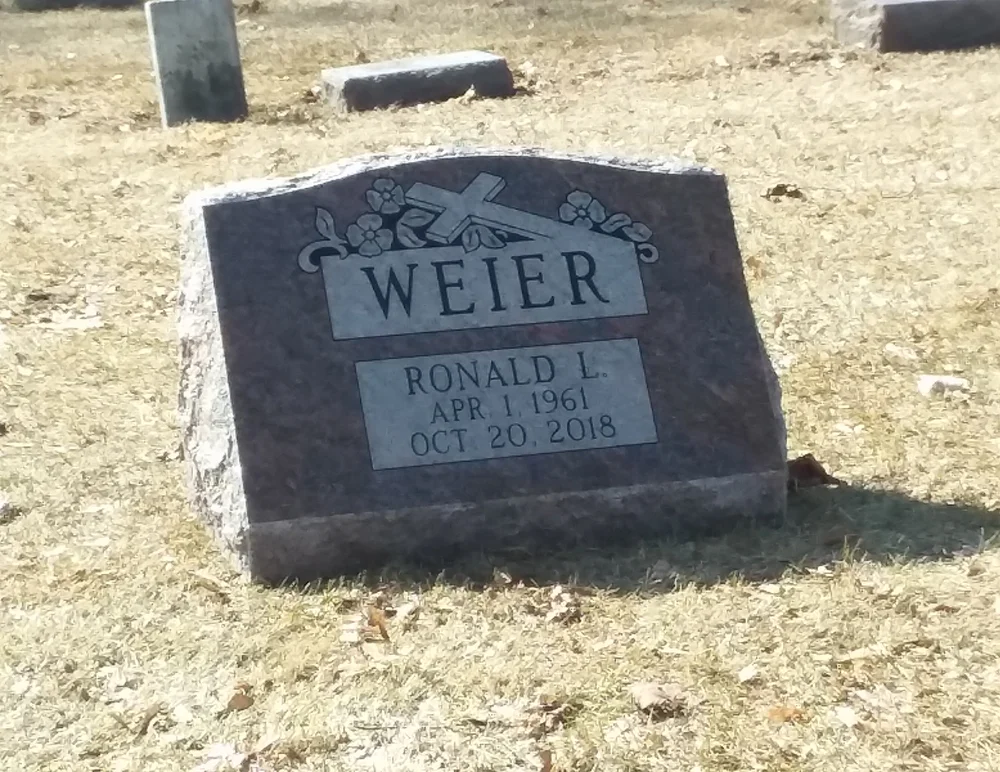 WEIER
RONALD L.
APR. 1, 1961
OCT. 20, 2018